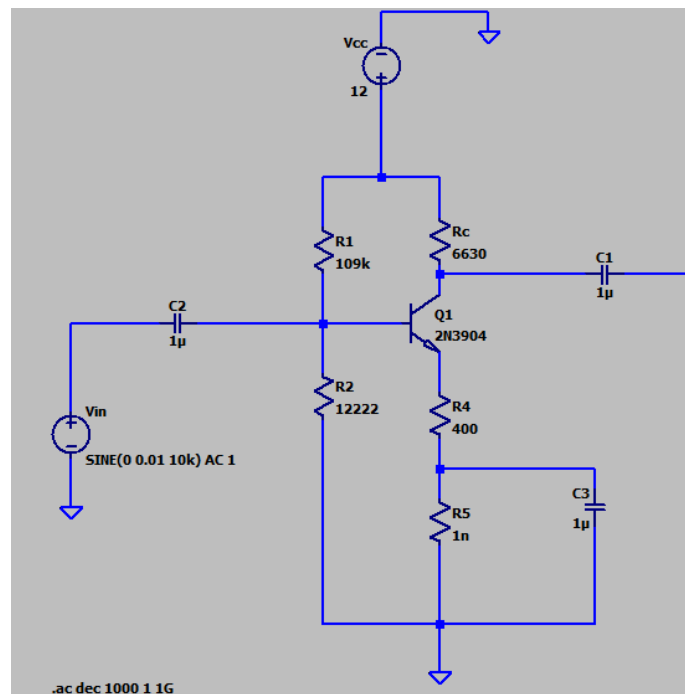 Vcc
12
R1
109k
Rc
6630
C1
1µ
C2
1µ
Q1
2N3904
R2
12222
R4
400
Vin
SINE(0 0.01 10k) AC 1
C3
1µ
R5
1n
.ac dec 1000 1 1G